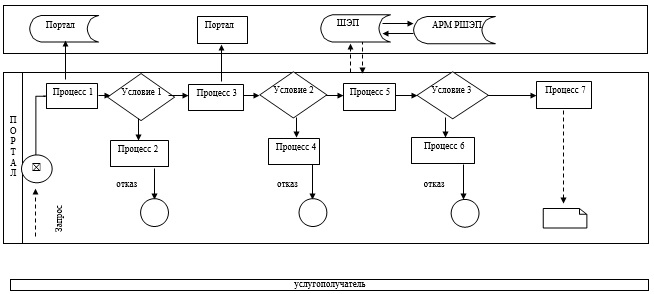 Портал
Портал
ШЭП
АРМ РШЭП
ПОРТАЛ
Процесс 1
Условие 1
Процесс 3
Условие 2
Процесс 5
Условие 3
Процесс 7
Процесс 2
Процесс 4
Процесс 6
отказ
отказ
отказ
Запрос
услугополучатель